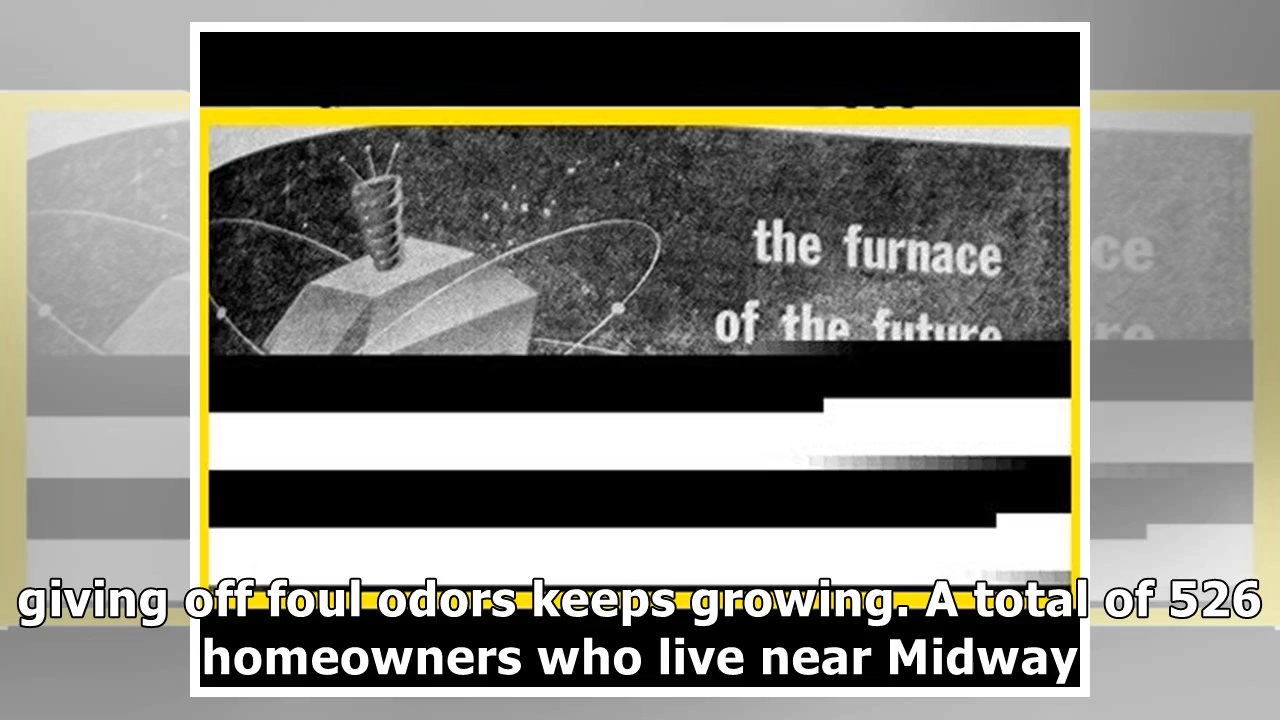 the furnace
of the future
giving off foul odors keeps growing. A total of 526
homeowners who live near Midway